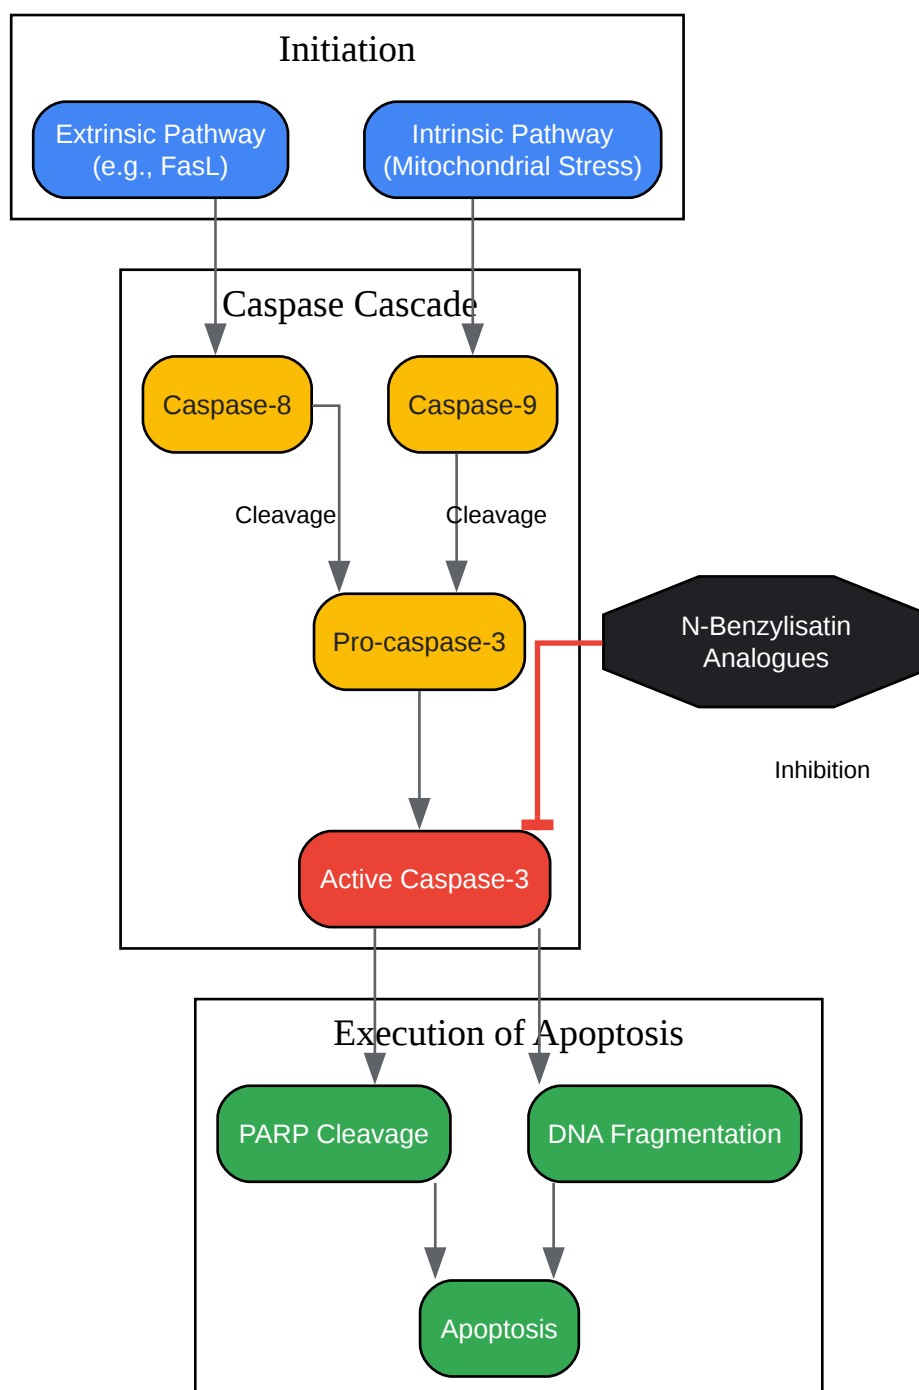 Initiation
Extrinsic Pathway
(e.g., FasL)
Intrinsic Pathway
(Mitochondrial Stress)
Caspase Cascade
Caspase-8
Caspase-9
Cleavage
Cleavage
Pro-caspase-3
N-Benzylisatin
Analogues
Inhibition
Active Caspase-3
Execution of Apoptosis
PARP Cleavage
DNA Fragmentation
Apoptosis